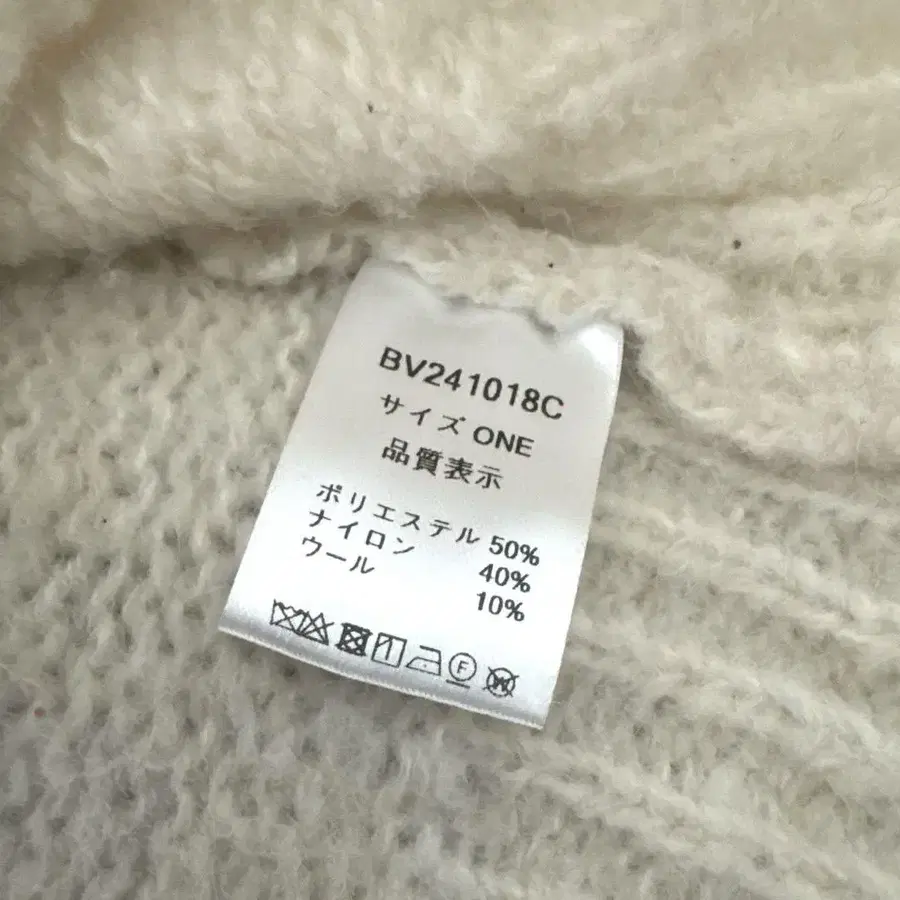 BV241018C
サイズ ONE
品質表示
ポリエステル 50%
ナイロン 40%
ウール 10%
F
W